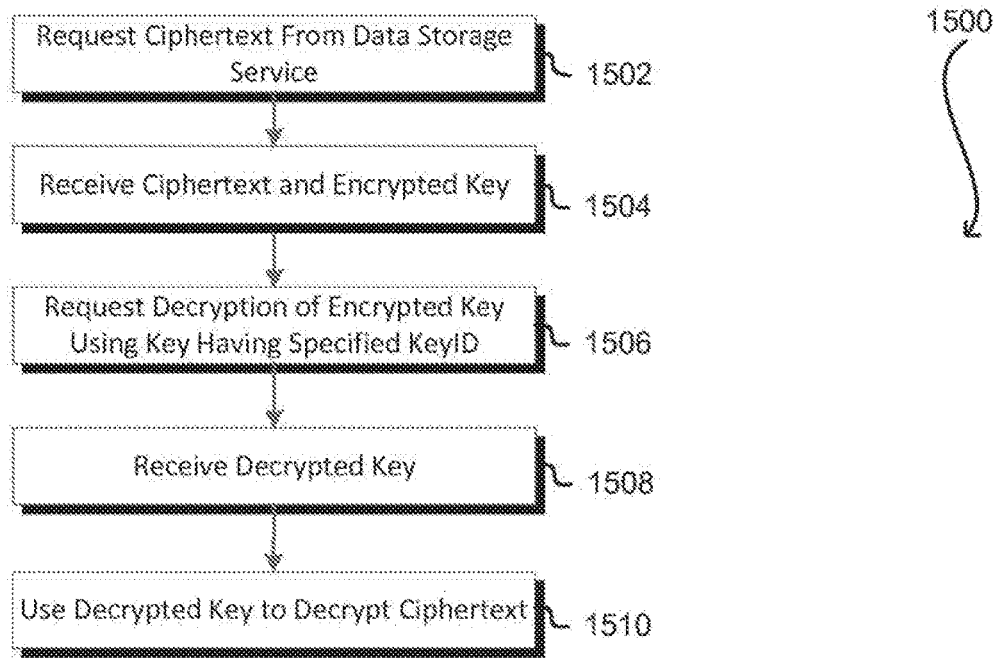 1500
Request Ciphertext From Data Storage
Service
1502
Receive Ciphertext and Encrypted Key
1504
Request Decryption of Encrypted Key
Using Key Having Specified KeyID
1506
Receive Decrypted Key
1508
Use Decrypted Key to Decrypt Ciphertext
1510